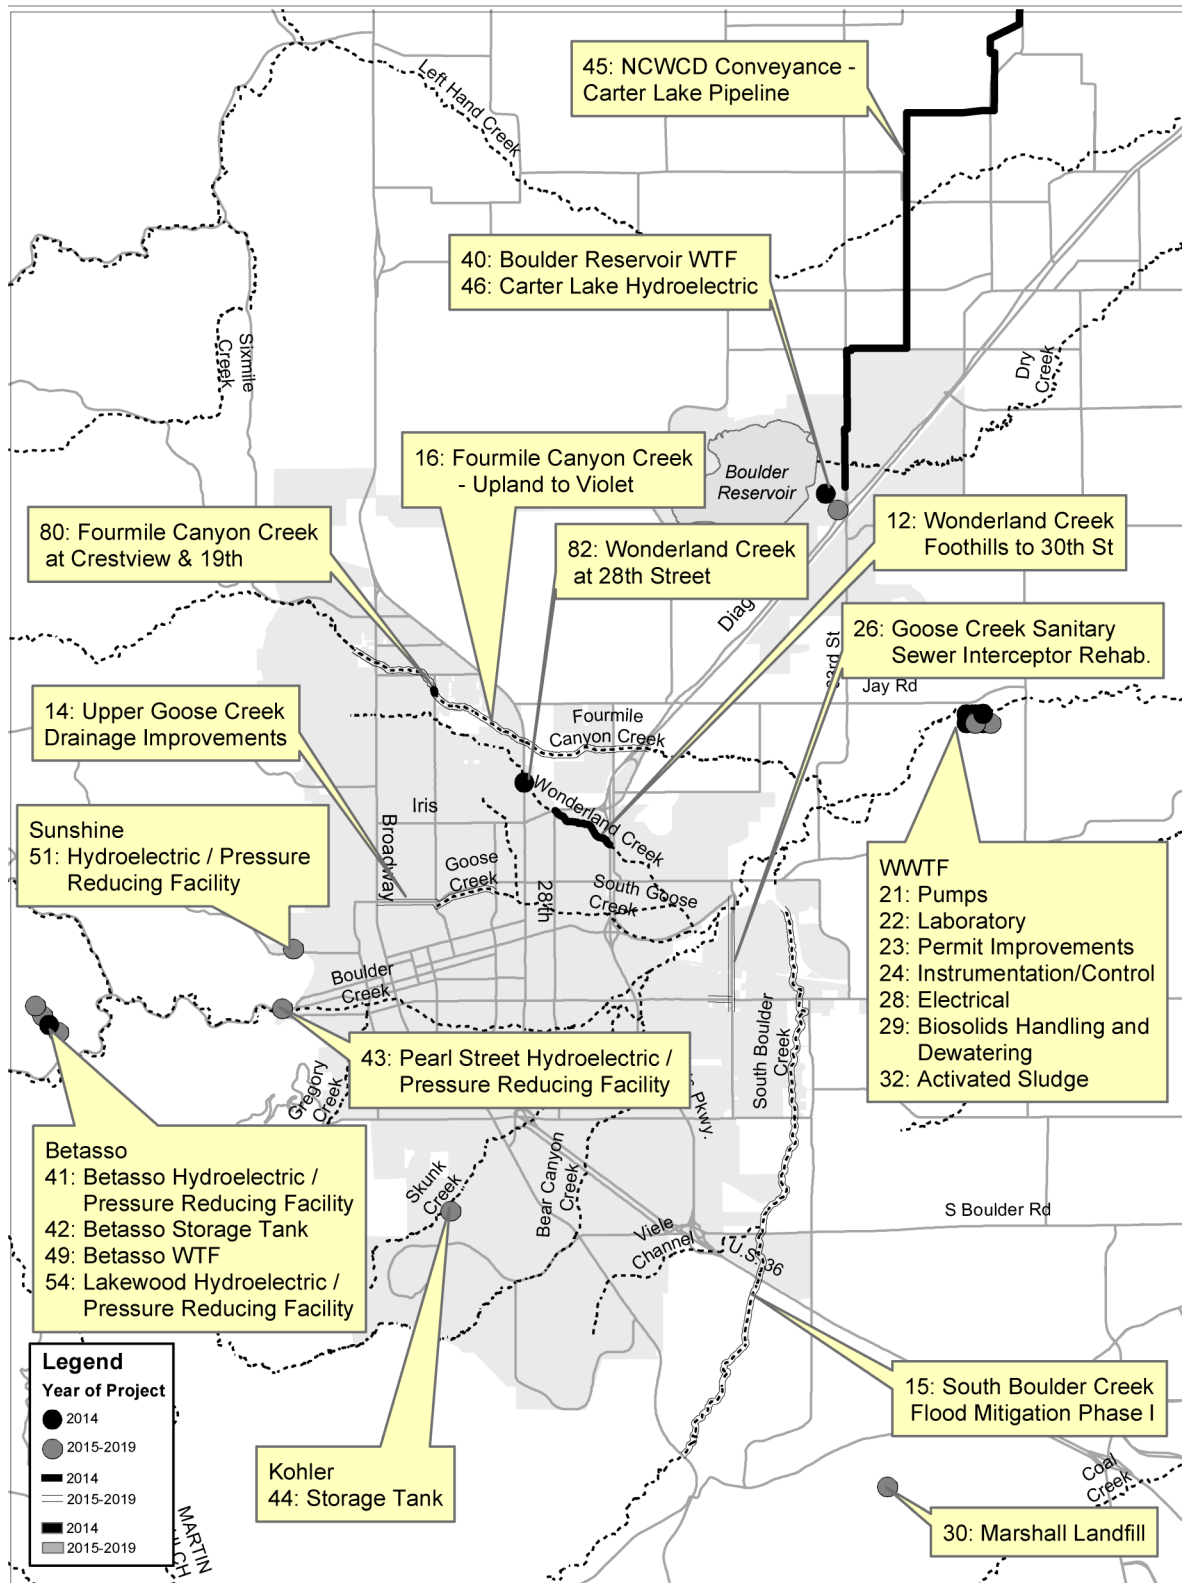 45: NCWCD Conveyance -
Carter Lake Pipeline
Left Hand Creek
40: Boulder Reservoir WTF
46: Carter Lake Hydroelectric
Sixmile
Creek
Dry
Creek
16: Fourmile Canyon Creek
- Upland to Violet
Boulder
Reservoir
80: Fourmile Canyon Creek
at Crestview & 19th
82: Wonderland Creek
at 28th Street
12: Wonderland Creek
Foothills to 30th St
Diag
26: Goose Creek Sanitary
Sewer Interceptor Rehab.
63rd St
Jay Rd
14: Upper Goose Creek
Drainage Improvements
Fourmile
Canyon Creek
Iris
Wonderland Creek
Broadway
Sunshine
51: Hydroelectric / Pressure
Reducing Facility
Goose
Creek
28th
South Goose
Creek
WWTF
21: Pumps
22: Laboratory
23: Permit Improvements
24: Instrumentation/Control
28: Electrical
29: Biosolids Handling and
Dewatering
32: Activated Sludge
Boulder
Creek
43: Pearl Street Hydroelectric /
Pressure Reducing Facility
South Boulder
Creek
Gregory
Creek
Pkwy.
Betasso
41: Betasso Hydroelectric /
Pressure Reducing Facility
42: Betasso Storage Tank
49: Betasso WTF
54: Lakewood Hydroelectric /
Pressure Reducing Facility
Skunk
Creek
Bear Canyon
Creek
Viele
Channel
S Boulder Rd
U.S. 36
Legend
Year of Project
2014
2015-2019
2014
2015-2019
2014
2015-2019
MARTIN
15: South Boulder Creek
Flood Mitigation Phase I
Kohler
44: Storage Tank
Coal
Creek
30: Marshall Landfill